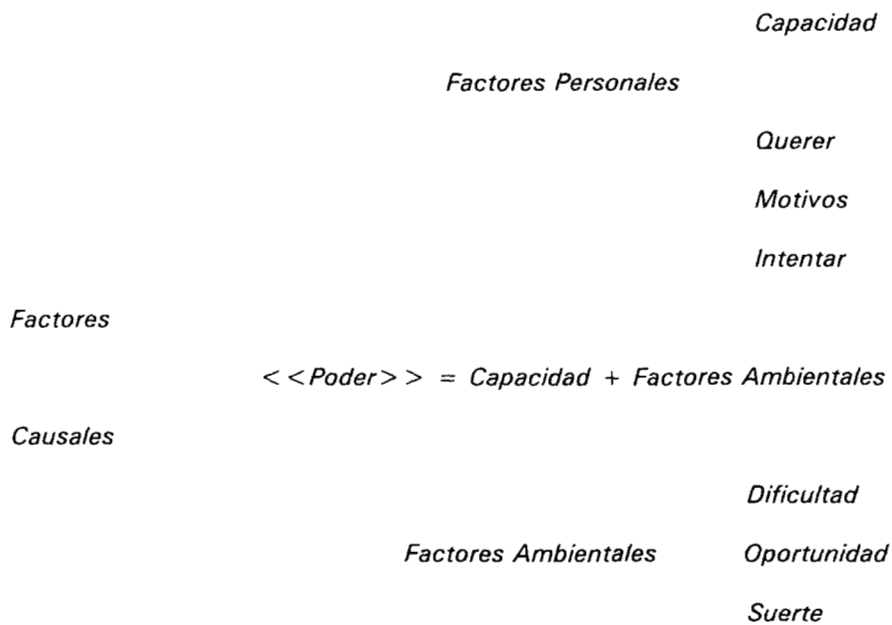 Capacidad
Factores Personales
Querer
Motivos
Intentar
Factores
< <Poder> > = Capacidad + Factores Ambientales
Causales
Dificultad
Factores Ambientales Oportunidad
Suerte